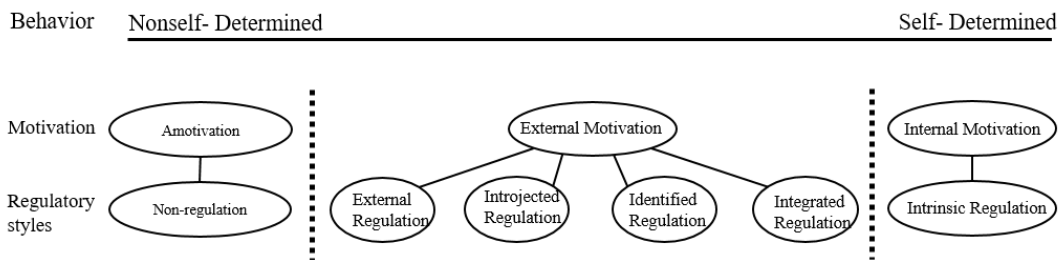 Behavior Nonself- Determined Self- Determined
Motivation Amotivation External Motivation Internal Motivation
Regulatory
styles
Non-regulation
External
Regulation
Introjected
Regulation
Identified
Regulation
Integrated
Regulation
Intrinsic Regulation